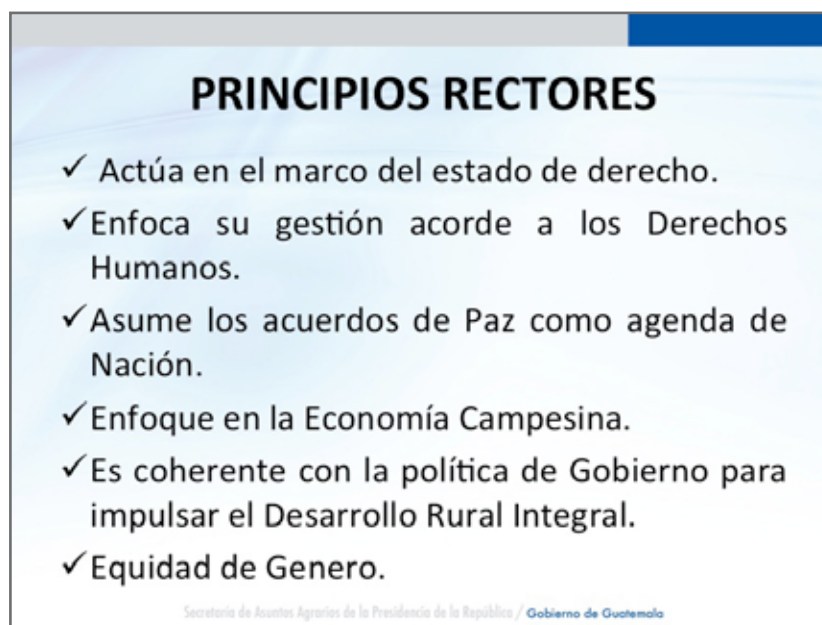 PRINCIPIOS RECTORES
✓ Actúa en el marco del estado de derecho.
✓Enfoca su gestión acorde a los Derechos
Humanos.
✓Asume los acuerdos de Paz como agenda de
Nación.
✓Enfoque en la Economía Campesina.
✓Es coherente con la política de Gobierno para
impulsar el Desarrollo Rural Integral.
✓Equidad de Genero.
Secretaría de Asuntos Agrarios de la Presidencia de la República / Gobierno de Guatemala